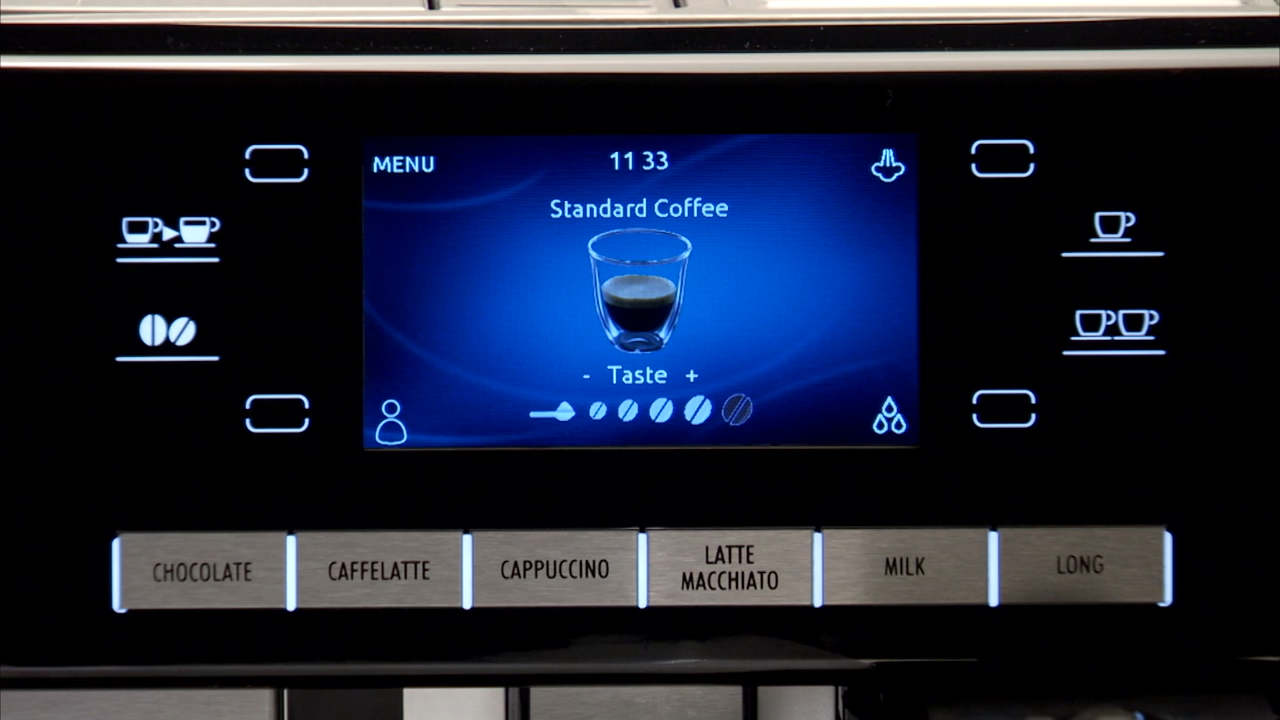 MENU
11 33
Standard Coffee
- Taste +
CHOCOLATE
CAFFELATTE
CAPPUCCINO
LATTE
MACCHIATO
MILK
LONG